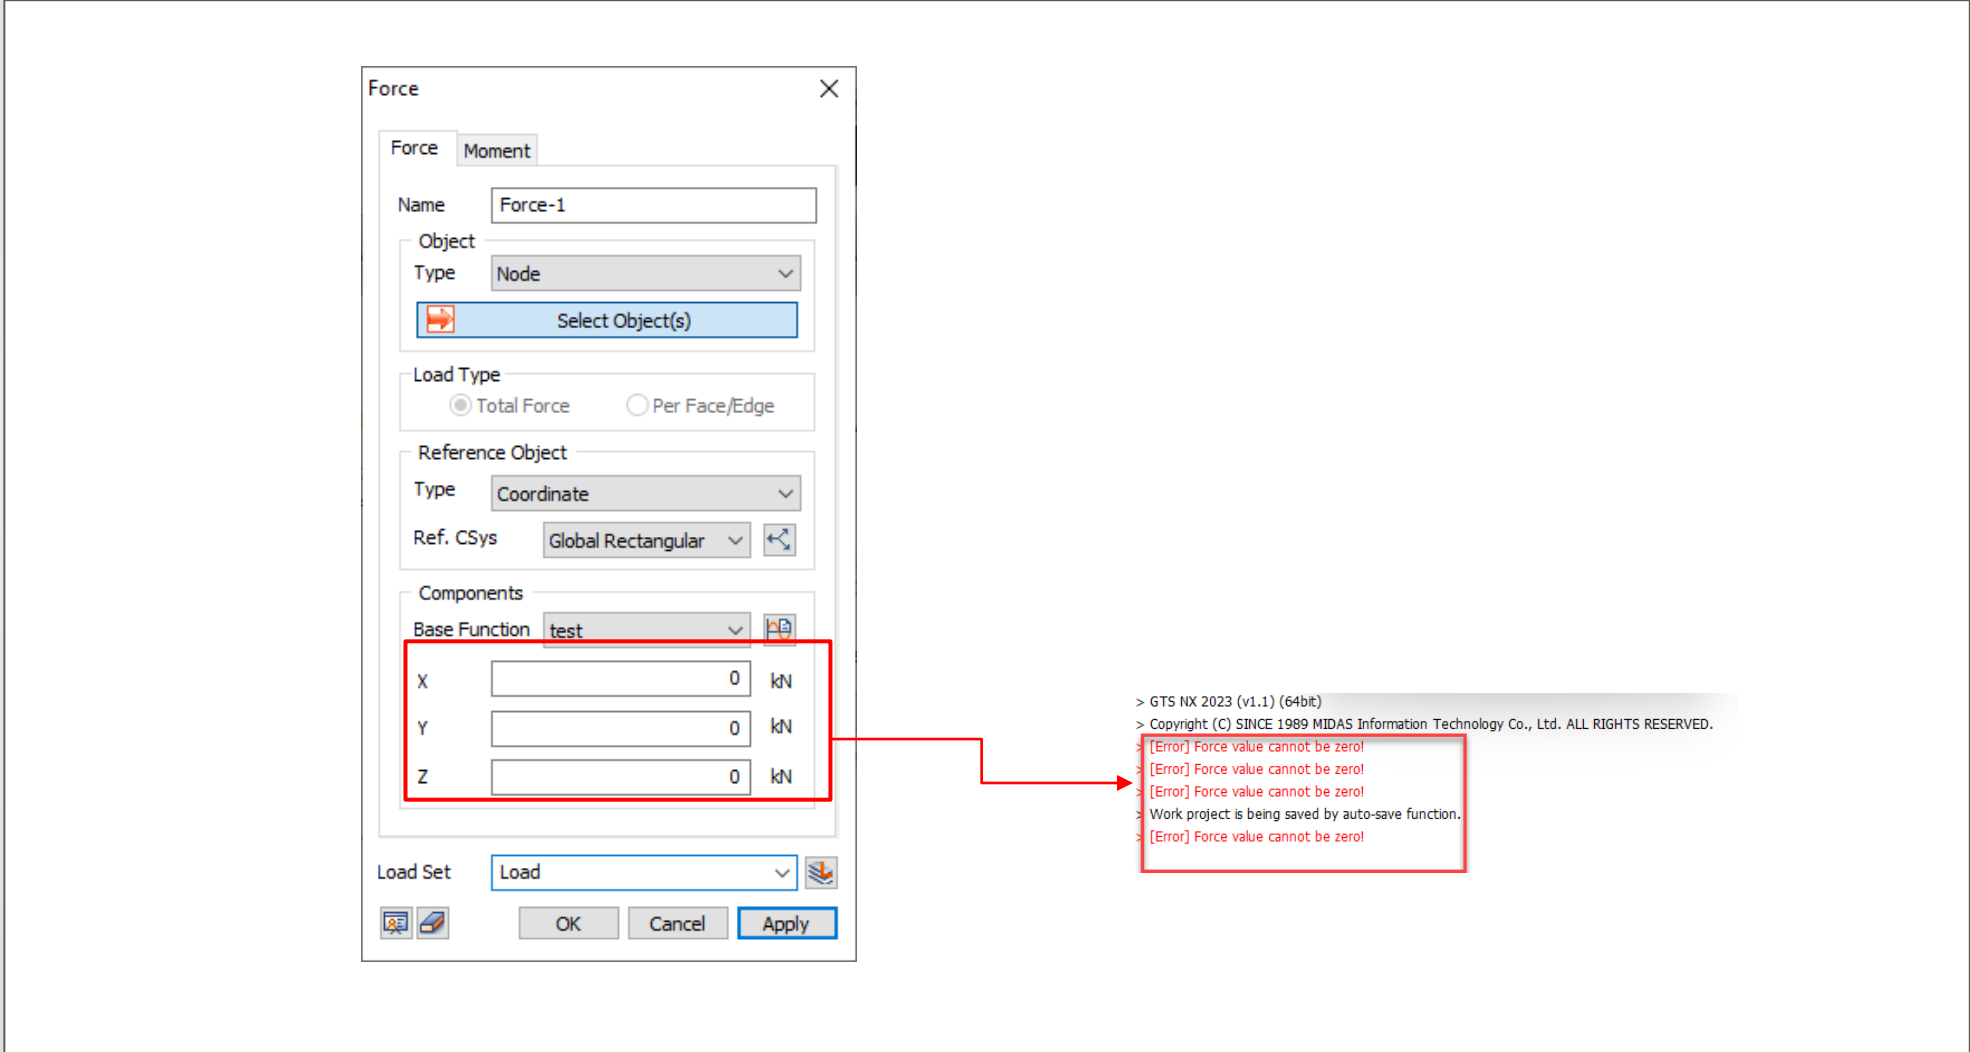 Force
Force
Moment
Name
Force-1
Object
Type
Node
Select Object(s)
Load Type
Total Force
Per Face/Edge
Reference Object
Type
Coordinate
Ref. CSys
Global Rectangular
Components
Base Function
test
X
0
kN
Y
0
kN
Z
0
kN
Load Set
Load
OK
Cancel
Apply
> GTS NX 2023 (v1.1) (64bit)
> Copyright (C) SINCE 1989 MIDAS Information Technology Co., Ltd. ALL RIGHTS RESERVED.
> [Error] Force value cannot be zero!
> [Error] Force value cannot be zero!
> [Error] Force value cannot be zero!
> Work project is being saved by auto-save function.
> [Error] Force value cannot be zero!